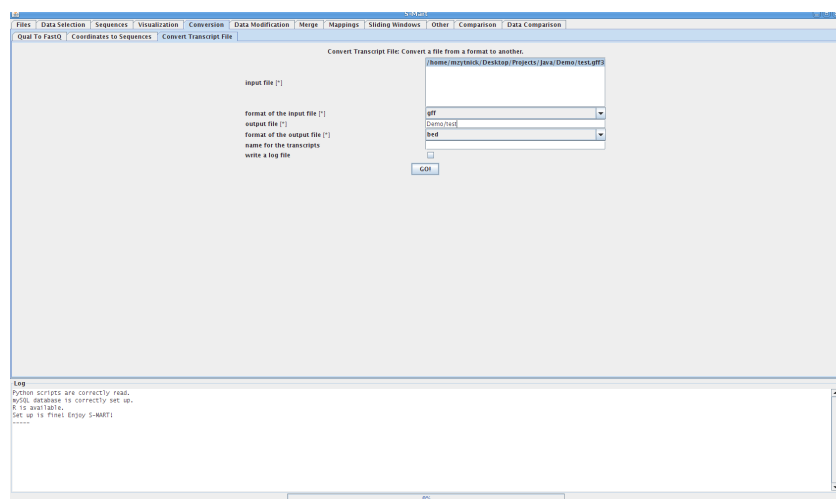 S-Mart
Files Data Selection Sequences Visualization Conversion Data Modification Merge Mappings Sliding Windows Other Comparison Data Comparison
Qual To FastQ Coordinates to Sequences Convert Transcript File
Convert Transcript File: Convert a file from a format to another.
/home/mzytnick/Desktop/Projects/Java/Demo/test.gff3
input file [*]
format of the input file [*] gff
output file [*] Demo/test
format of the output file [*] bed
name for the transcripts
write a log file
GO!
Log
Python scripts are correctly read.
mySQL database is correctly set up.
R is available.
Set up is fine! Enjoy S-MART!
-----
0%